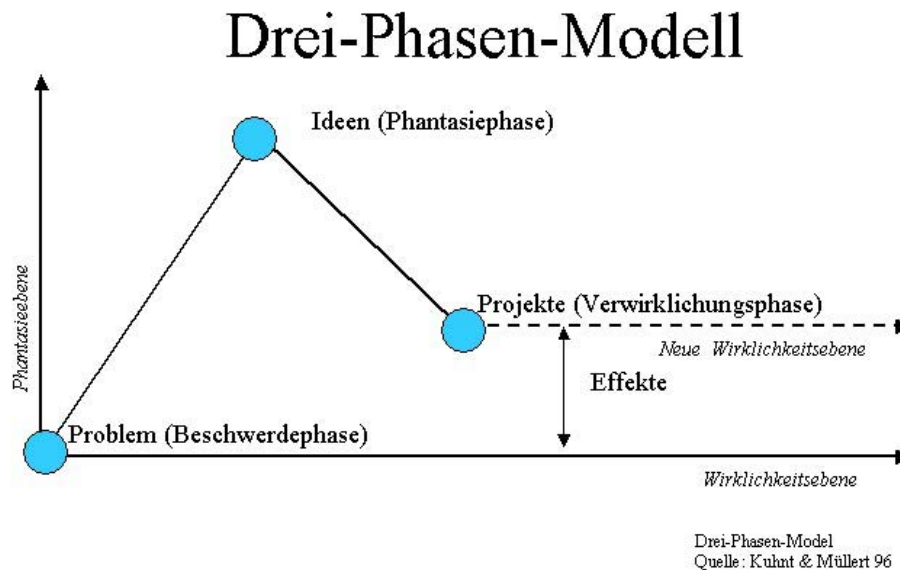 Drei-Phasen-Modell
Ideen (Phantasiephase)
Phantasieebene
Projekte (Verwirklichungsphase)
Neue Wirklichkeitsebene
Effekte
Problem (Beschwerdephase)
Wirklichkeitsebene
Drei-Phasen-Model
Quelle: Kuhnt & Müllert 96